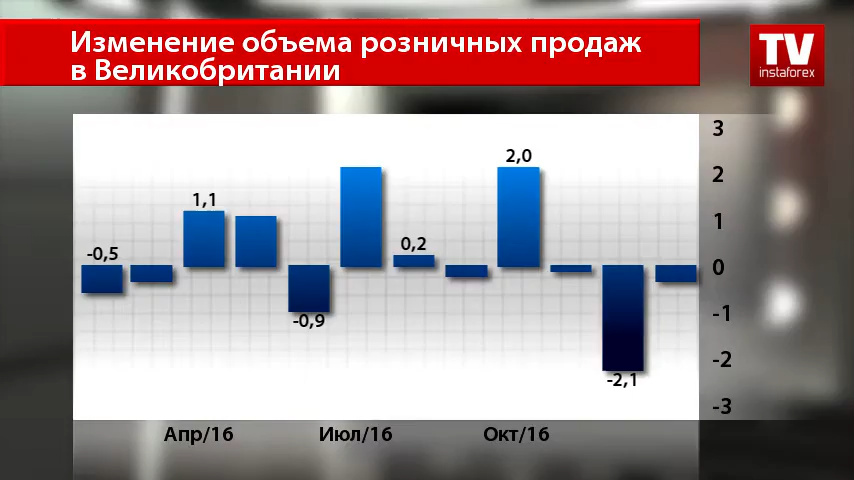 Изменение объема розничных продаж
в Великобритании
TV
instaforex
3
2
1
0
-1
-2
-3
-0,5
1,1
-0,9
0,2
2,0
-2,1
Апр/16
Июл/16
Окт/16